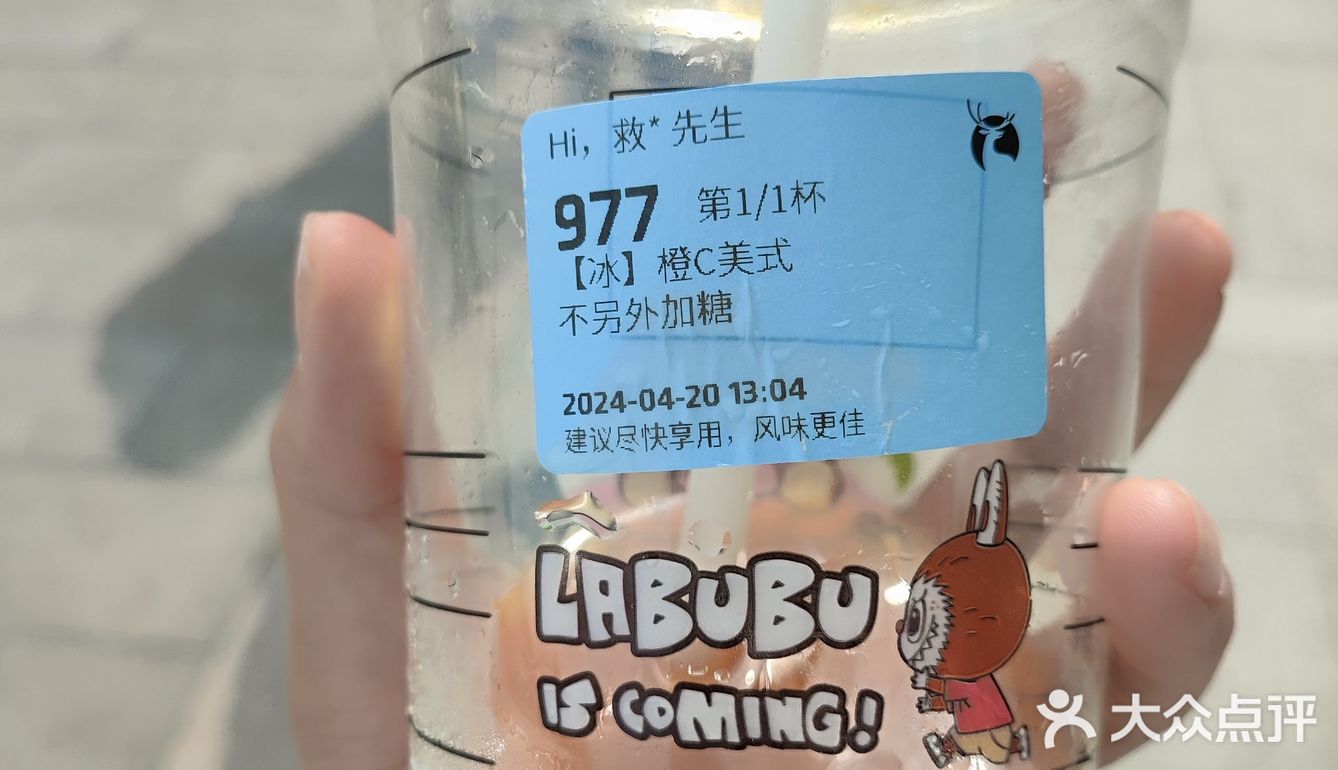 Hi，救* 先生
977 第1/1杯
【冰】橙C美式
不另外加糖
2024-04-20 13:04
建议尽快享用，风味更佳
LABUBU
IS COMING!
大众点评